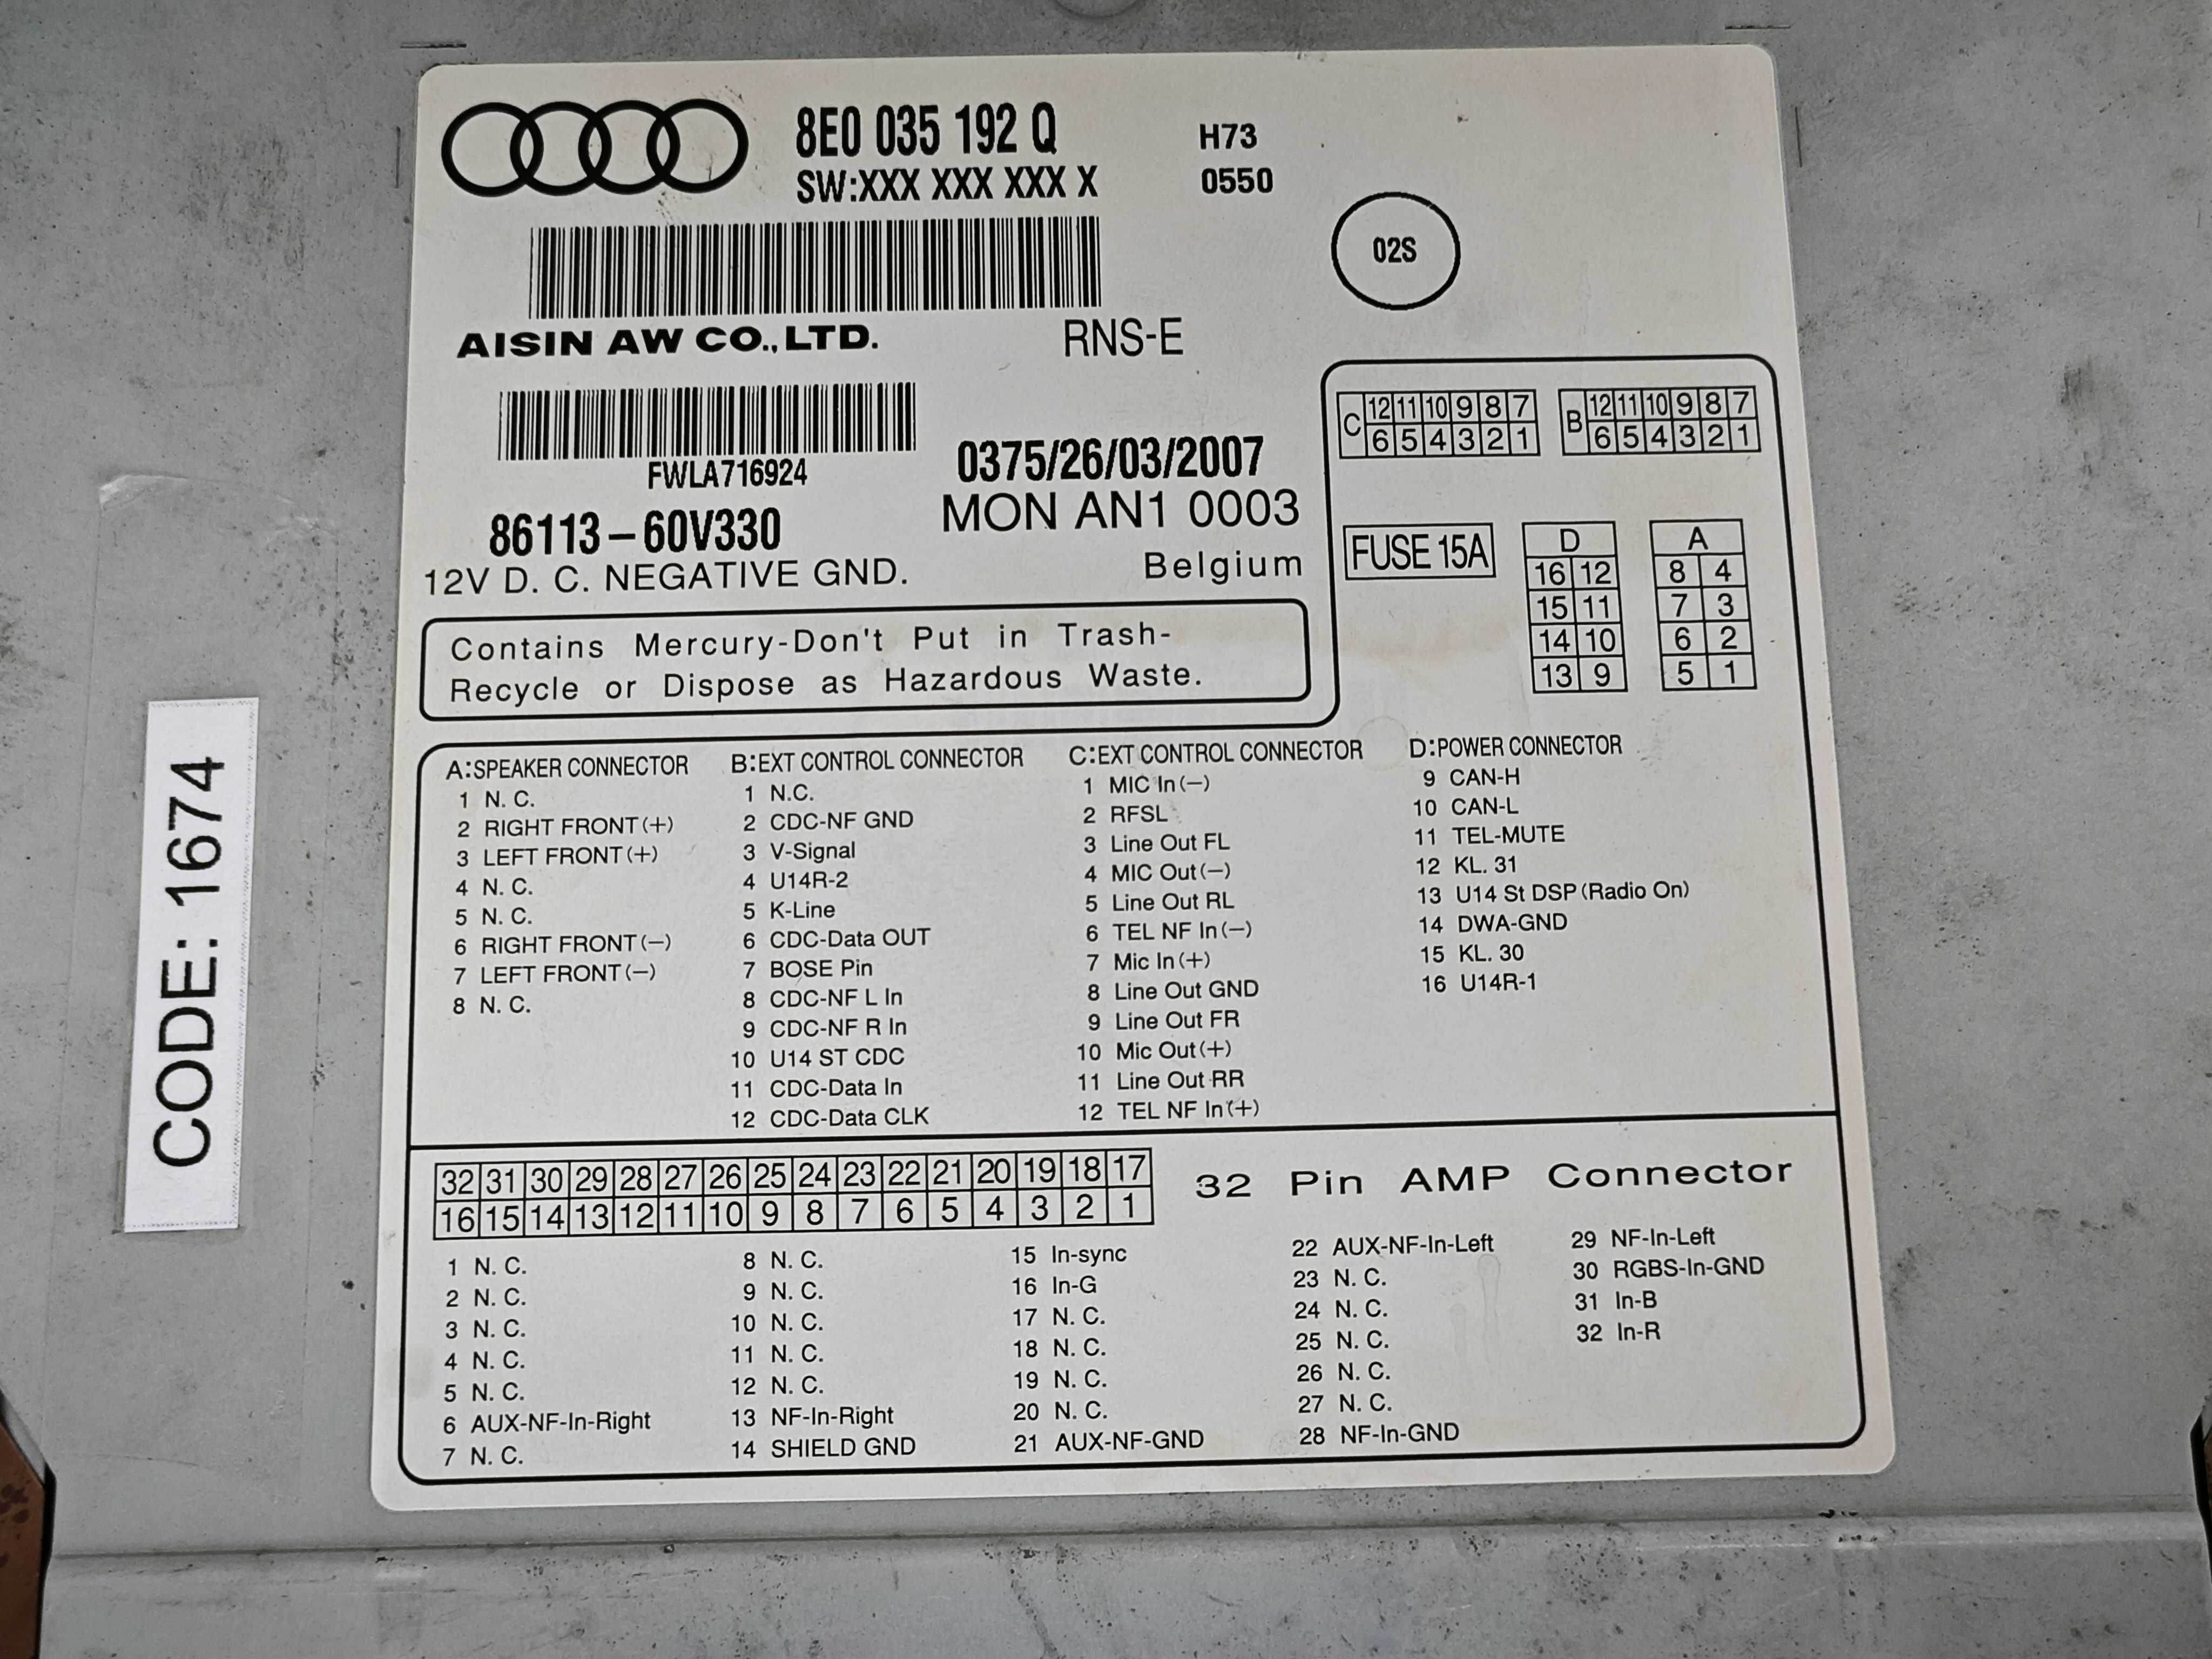 8E0 035 192 Q
SW:XXX XXX XXX X
H73
0550
02S
AISIN AW CO.,LTD.
RNS-E
FWLA716924
0375/26/03/2007
86113-60V330
MON AN1 0003
12V D. C. NEGATIVE GND.
Belgium
Contains Mercury-Don't Put in Trash-
Recycle or Dispose as Hazardous Waste.
C 12 11 10 9 8 7
6 5 4 3 2 1
B 12 11 10 9 8 7
6 5 4 3 2 1
FUSE 15A
D
16 12
15 11
14 10
13 9
A
8 4
7 3
6 2
5 1
CODE: 1674
A:SPEAKER CONNECTOR
1 N. C.
2 RIGHT FRONT(+)
3 LEFT FRONT(+)
4 N. C.
5 N. C.
6 RIGHT FRONT(−)
7 LEFT FRONT(−)
8 N. C.
B:EXT CONTROL CONNECTOR
1 N.C.
2 CDC-NF GND
3 V-Signal
4 U14R-2
5 K-Line
6 CDC-Data OUT
7 BOSE Pin
8 CDC-NF L In
9 CDC-NF R In
10 U14 ST CDC
11 CDC-Data In
12 CDC-Data CLK
C:EXT CONTROL CONNECTOR
1 MIC In(−)
2 RFSL
3 Line Out FL
4 MIC Out(−)
5 Line Out RL
6 TEL NF In(−)
7 Mic In(+)
8 Line Out GND
9 Line Out FR
10 Mic Out(+)
11 Line Out RR
12 TEL NF In(+)
D:POWER CONNECTOR
9 CAN-H
10 CAN-L
11 TEL-MUTE
12 KL. 31
13 U14 St DSP(Radio On)
14 DWA-GND
15 KL. 30
16 U14R-1
32 31 30 29 28 27 26 25 24 23 22 21 20 19 18 17
16 15 14 13 12 11 10 9 8 7 6 5 4 3 2 1
32 Pin AMP Connector
1 N. C.
2 N. C.
3 N. C.
4 N. C.
5 N. C.
6 AUX-NF-In-Right
7 N. C.
8 N. C.
9 N. C.
10 N. C.
11 N. C.
12 N. C.
13 NF-In-Right
14 SHIELD GND
15 In-sync
16 In-G
17 N. C.
18 N. C.
19 N. C.
20 N. C.
21 AUX-NF-GND
22 AUX-NF-In-Left
23 N. C.
24 N. C.
25 N. C.
26 N. C.
27 N. C.
28 NF-In-GND
29 NF-In-Left
30 RGBS-In-GND
31 In-B
32 In-R